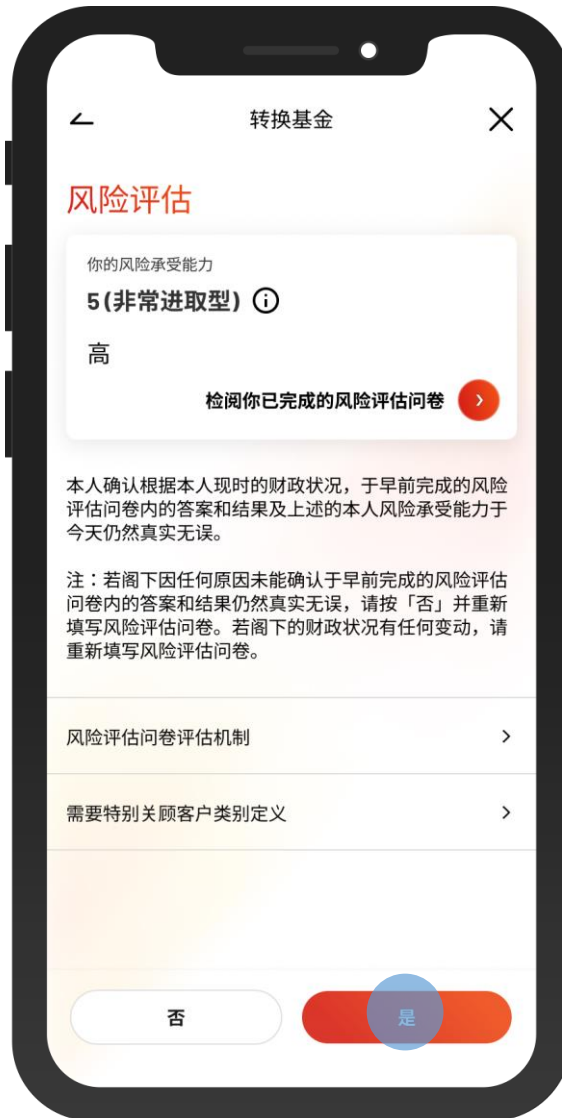 转换基金
风险评估
你的风险承受能力
5(非常进取型)
高
检阅你已完成的风险评估问卷
本人确认根据本人现时的财政状况，于早前完成的风险
评估问卷内的答案和结果及上述的本人风险承受能力于
今天仍然真实无误。
注：若阁下因任何原因未能确认于早前完成的风险评估
问卷内的答案和结果仍然真实无误，请按「否」并重新
填写风险评估问卷。若阁下的财政状况有任何变动，请
重新填写风险评估问卷。
风险评估问卷评估机制
需要特别关顾客户类别定义
否
是